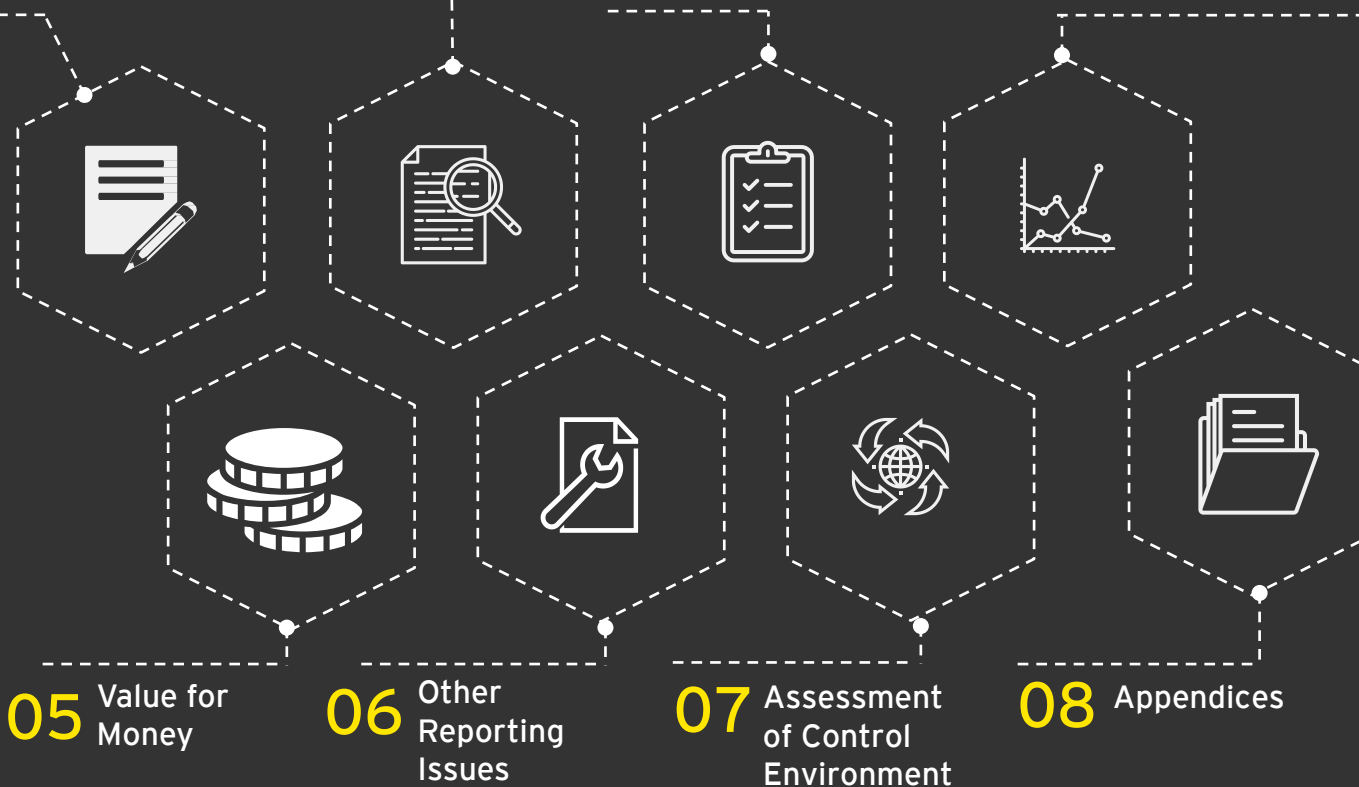 05 Value for
Money
06 Other
Reporting
Issues
07 Assessment
of Control
Environment
08 Appendices